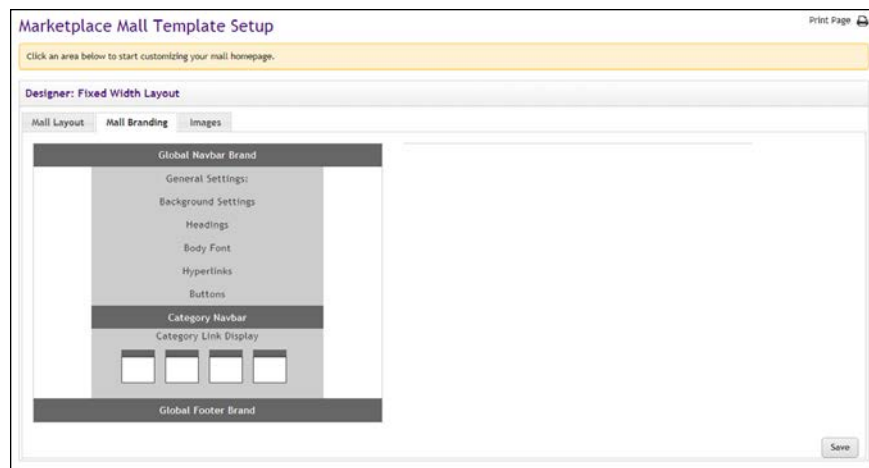 Marketplace Mall Template Setup
Print Page
Click an area below to start customizing your mall homepage.
Designer: Fixed Width Layout
Mall Layout Mall Branding Images
Global Navbar Brand
General Settings:
Background Settings
Headings
Body Font
Hyperlinks
Buttons
Category Navbar
Category Link Display
Global Footer Brand
Save